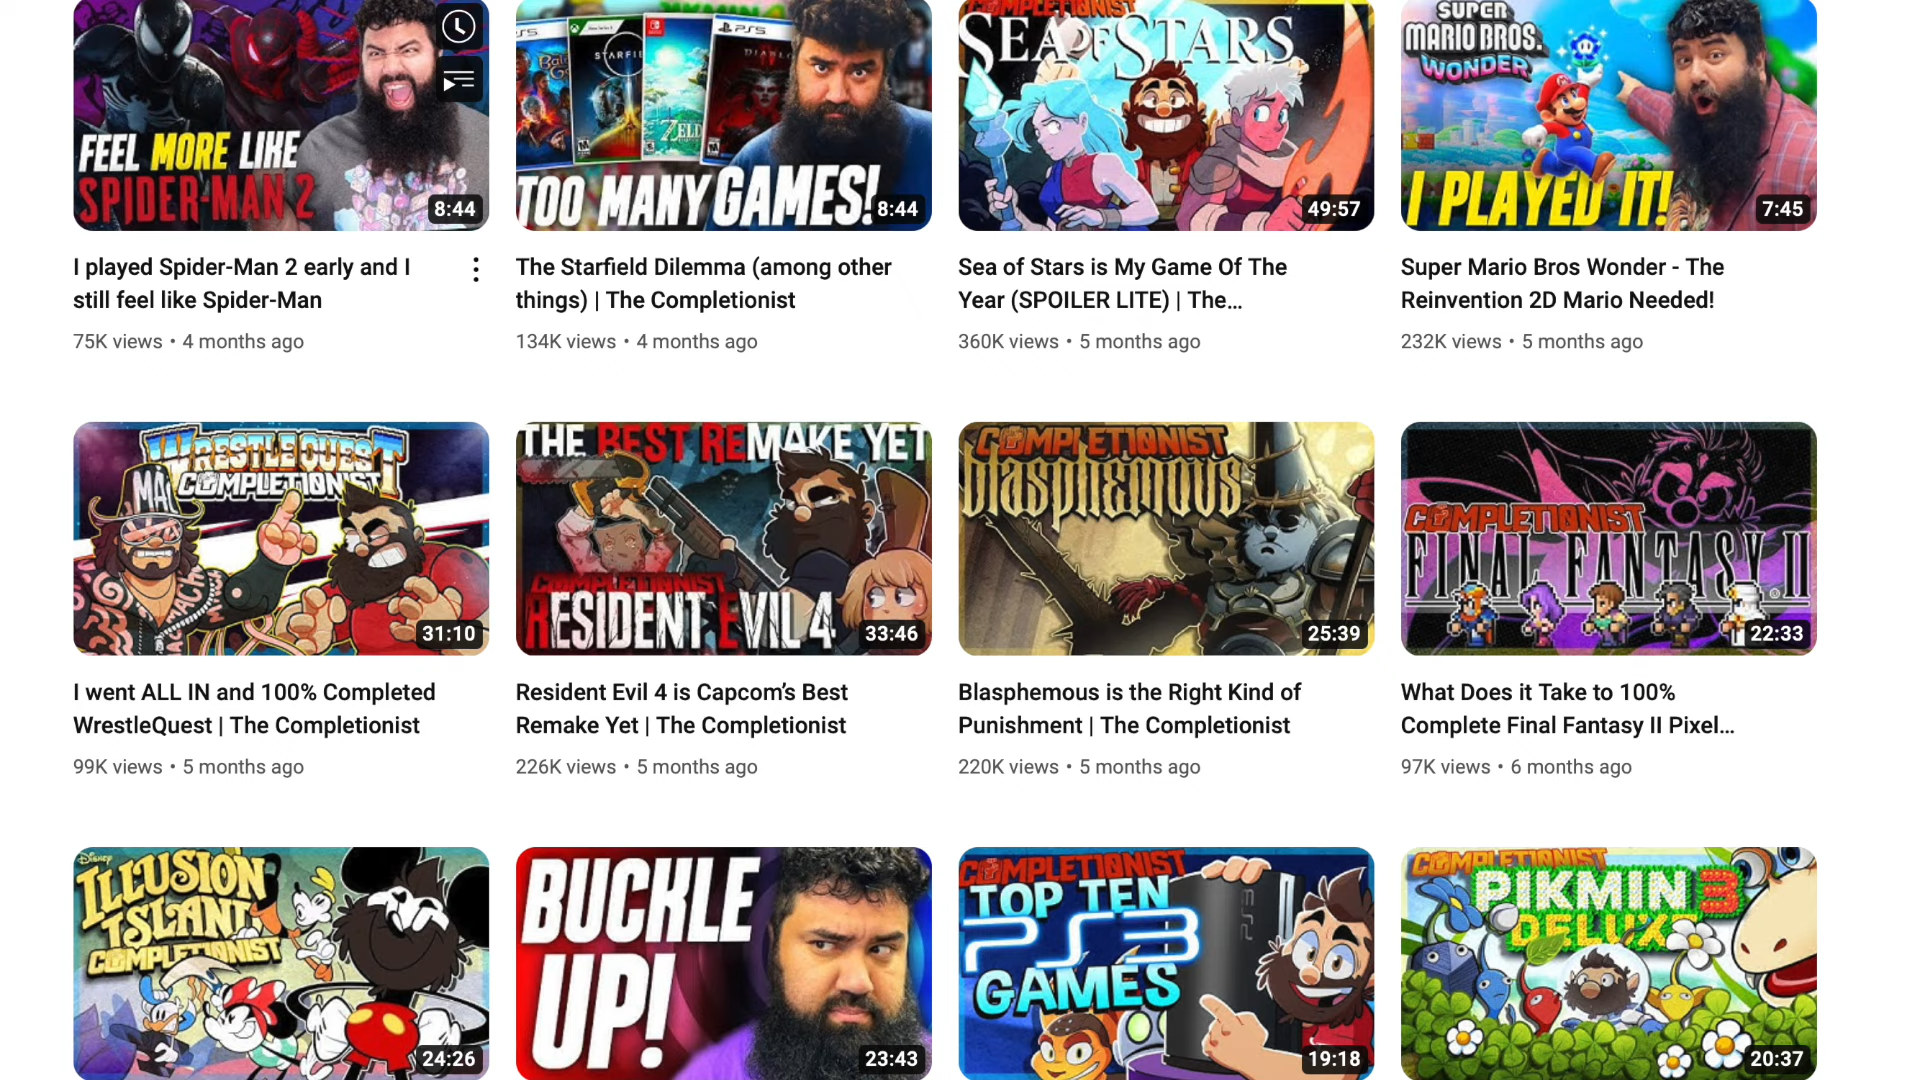 FEEL MORE LIKE
SPIDER-MAN 2
8:44
PS5
STARFIE
PS5
DIABL
ZELD
TOO MANY GAMES!
8:44
COMPLETIONIST
SEA OF STARS
49:57
SUPER
MARIO BROS.
WONDER
I PLAYED IT!
7:45
I played Spider-Man 2 early and I
still feel like Spider-Man
75K views • 4 months ago
The Starfield Dilemma (among other
things) | The Completionist
134K views • 4 months ago
Sea of Stars is My Game Of The
Year (SPOILER LITE) | The...
360K views • 5 months ago
Super Mario Bros Wonder - The
Reinvention 2D Mario Needed!
232K views • 5 months ago
WRESTLEQUEST
COMPLETIONIST
31:10
THE BEST REMAKE YET
COMPLETIONIST
RESIDENT EVIL 4
33:46
COMPLETIONIST
blasphemous
25:39
COMPLETIONIST
FINAL FANTASY II
22:33
I went ALL IN and 100% Completed
WrestleQuest | The Completionist
99K views • 5 months ago
Resident Evil 4 is Capcom’s Best
Remake Yet | The Completionist
226K views • 5 months ago
Blasphemous is the Right Kind of
Punishment | The Completionist
220K views • 5 months ago
What Does it Take to 100%
Complete Final Fantasy II Pixel...
97K views • 6 months ago
Disney
ILLUSION
ISLAND
COMPLETIONIST
24:26
BUCKLE
UP!
23:43
COMPLETIONIST
TOP TEN
PS3
GAMES
PS3
19:18
COMPLETIONIST
PIKMIN 3
DELUXE
20:37